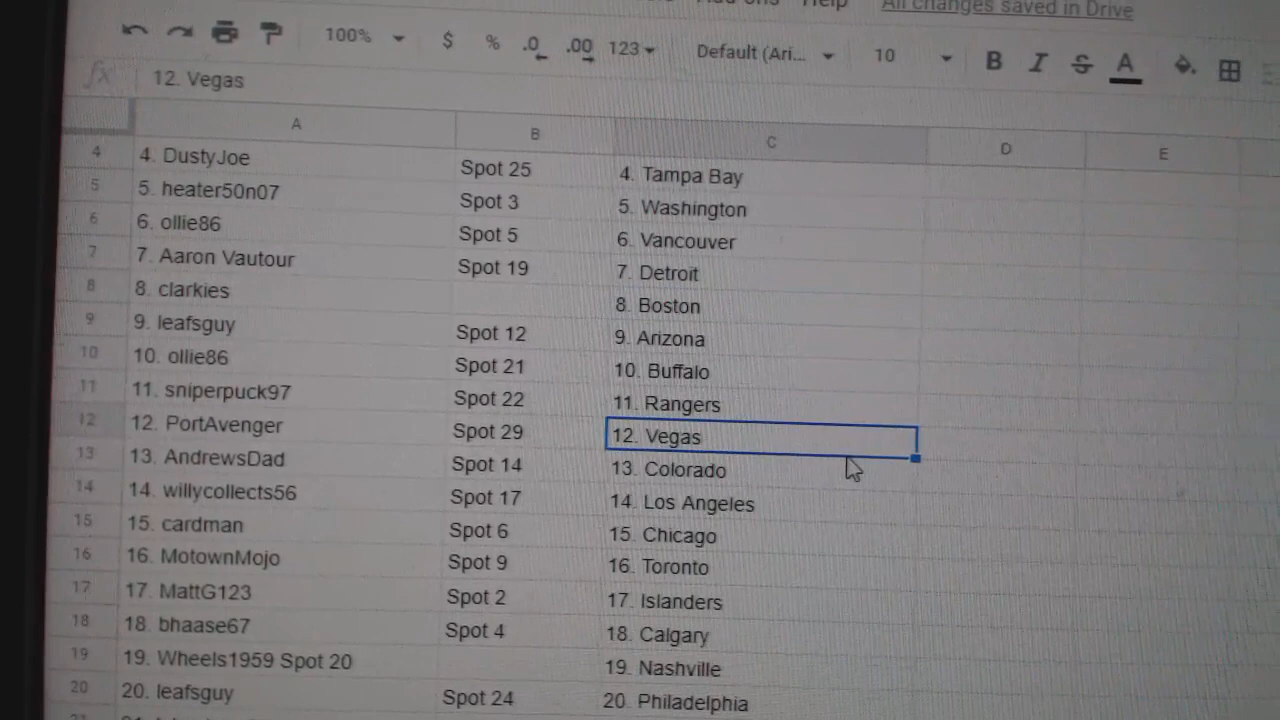 Help All changes saved in Drive
100% $ % .0 .00 123 Default (Ari... 10 B I S A
fx 12. Vegas
A B C D E
4 4. DustyJoe Spot 25 4. Tampa Bay
5 5. heater50n07 Spot 3 5. Washington
6 6. ollie86 Spot 5 6. Vancouver
7 7. Aaron Vautour Spot 19 7. Detroit
8 8. clarkies 8. Boston
9 9. leafsguy Spot 12 9. Arizona
10 10. ollie86 Spot 21 10. Buffalo
11 11. sniperpuck97 Spot 22 11. Rangers
12 12. PortAvenger Spot 29 12. Vegas
13 13. AndrewsDad Spot 14 13. Colorado
14 14. willycollects56 Spot 17 14. Los Angeles
15 15. cardman Spot 6 15. Chicago
16 16. MotownMojo Spot 9 16. Toronto
17 17. MattG123 Spot 2 17. Islanders
18 18. bhaase67 Spot 4 18. Calgary
19 19. Wheels1959 Spot 20 19. Nashville
20 20. leafsguy Spot 24 20. Philadelphia